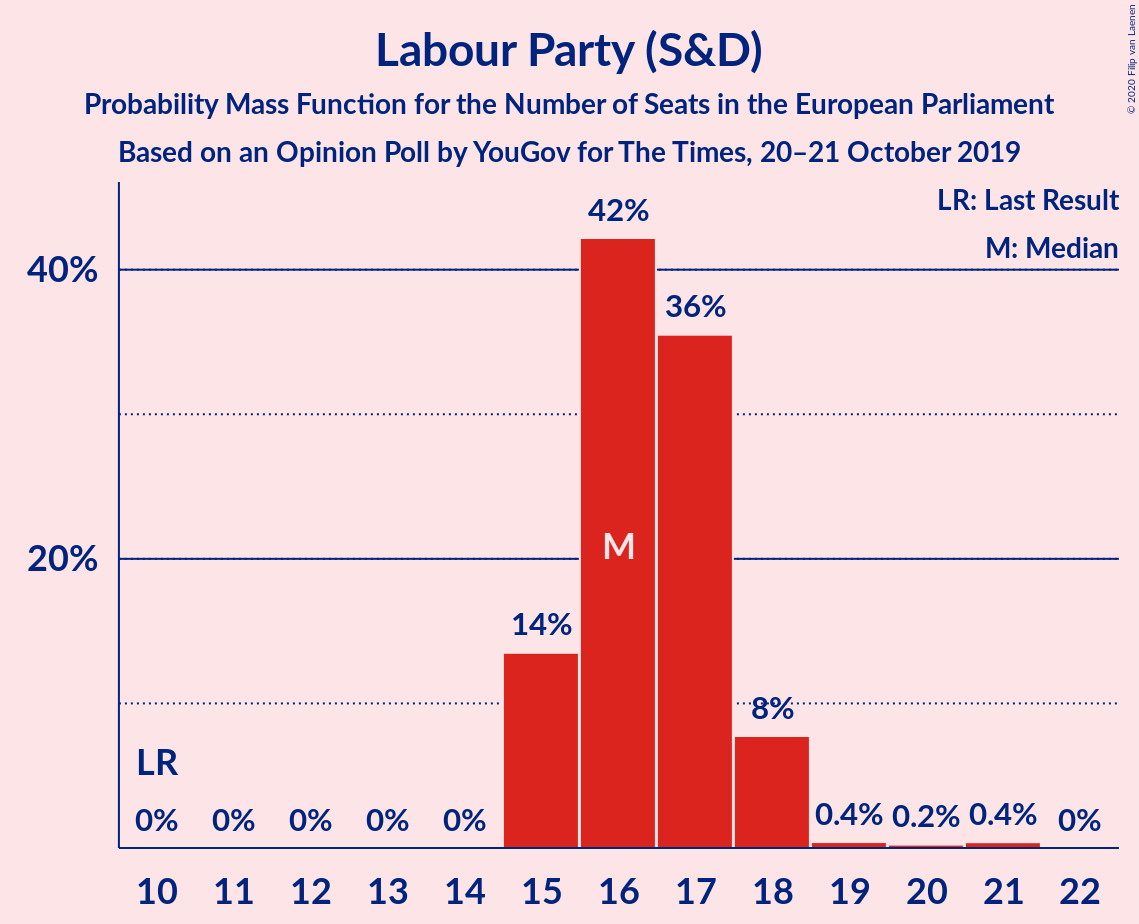 Labour Party (S&D)
Probability Mass Function for the Number of Seats in the European Parliament
Based on an Opinion Poll by YouGov for The Times, 20–21 October 2019
© 2020 Filip van Laenen
LR: Last Result
M: Median
40%
20%
42%
36%
M
14%
8%
LR
0% 0% 0% 0% 0% 0.4% 0.2% 0.4% 0%
10 11 12 13 14 15 16 17 18 19 20 21 22